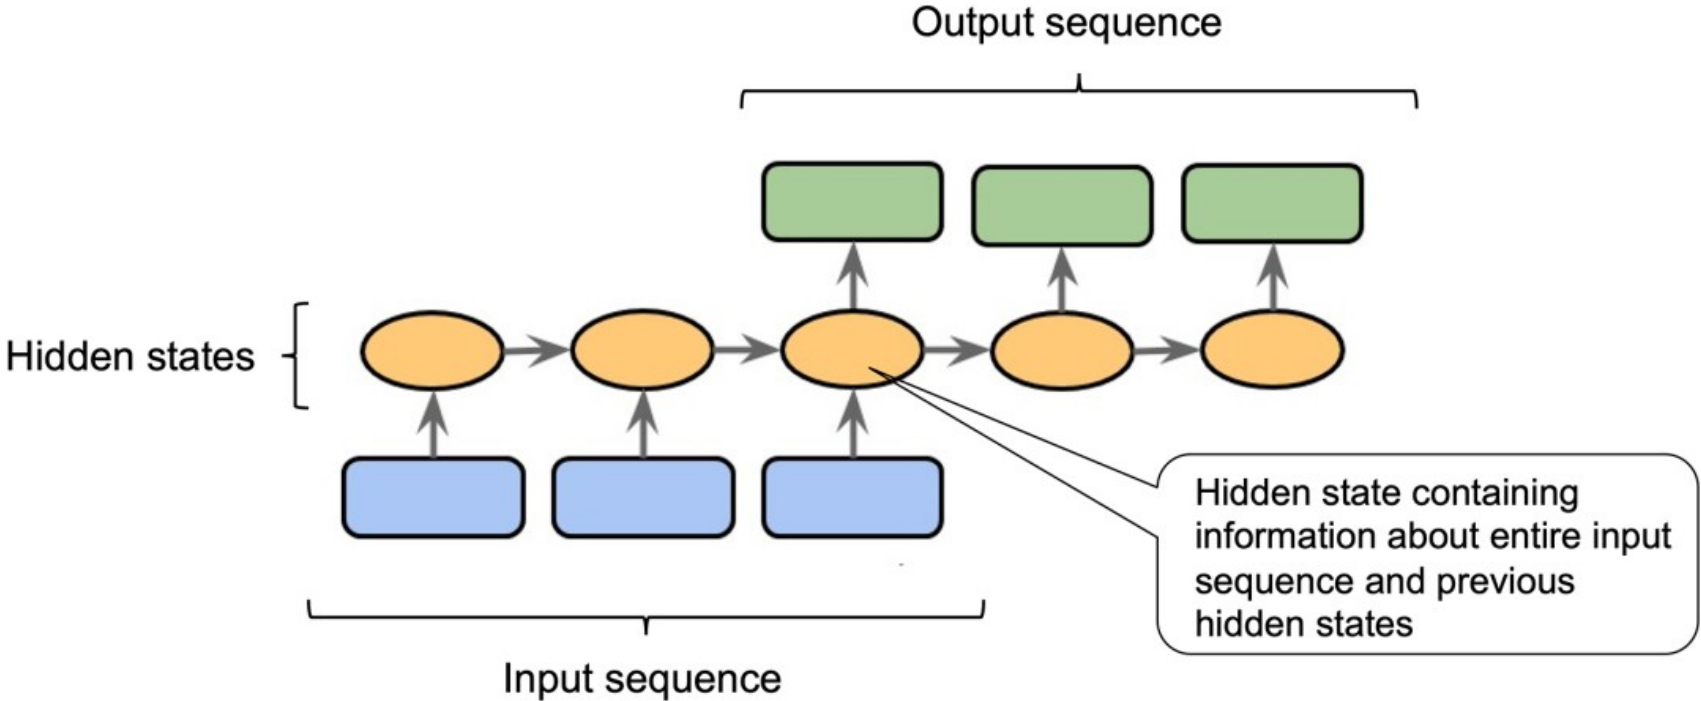 Output sequence
Hidden states
Hidden state containing
information about entire input
sequence and previous
hidden states
Input sequence